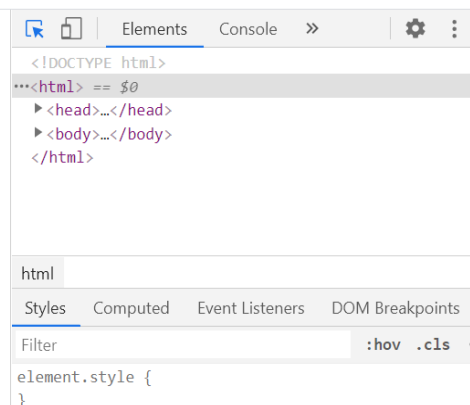 Elements Console »
<!DOCTYPE html>
…<html> == $0
<head>…</head>
<body>…</body>
</html>
html
Styles Computed Event Listeners DOM Breakpoints
Filter :hov .cls
element.style {
}